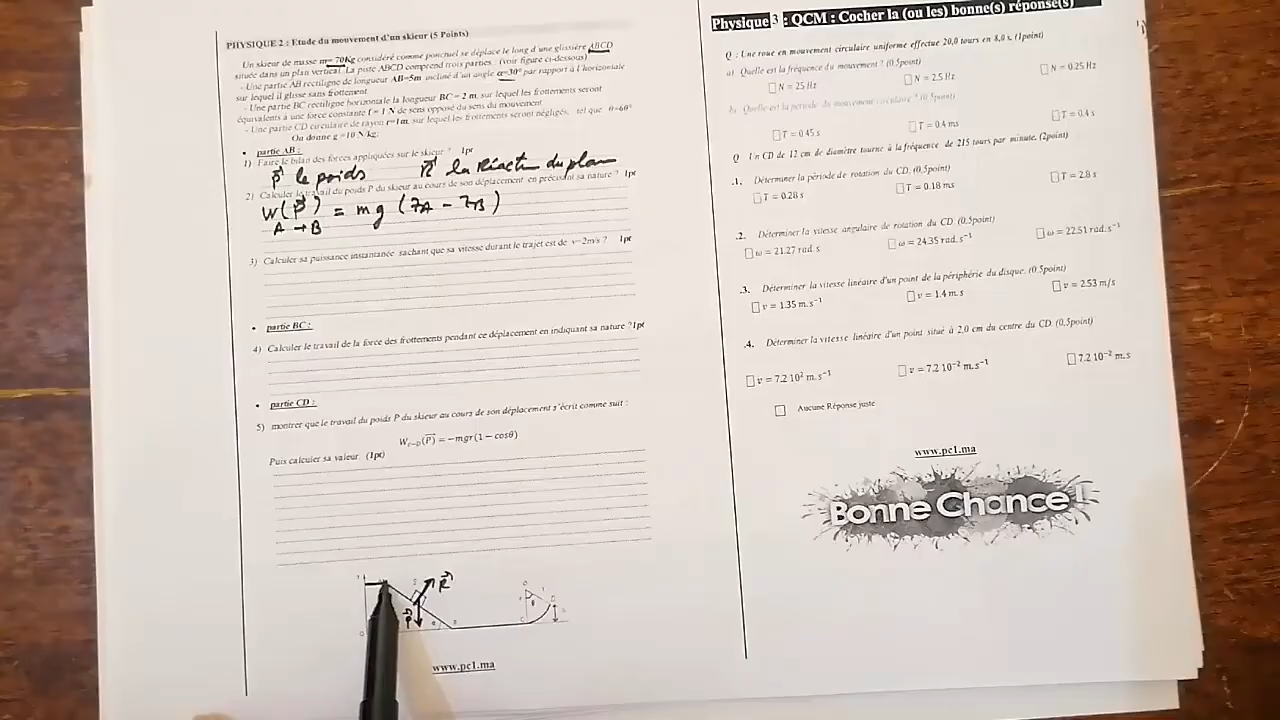 PHYSIQUE 2 : Etude du mouvement d'un skieur (5 Points)
Un skieur de masse m= 70Kg considéré comme ponctuel se déplace le long d'une glissière ABCD
située dans un plan vertical. La piste ABCD comprend trois parties : (voir figure ci-dessous)
- Une partie AB rectiligne de longueur AB=5m incliné d'un angle α=30° par rapport à l'horizontale
sur lequel il glisse sans frottement.
- Une partie BC rectiligne horizontale la longueur BC = 2 m, sur lequel les frottements seront
équivalents à une force constante f = 1 N de sens opposé du sens du mouvement.
- Une partie CD circulaire de rayon r=1m, sur lequel les frottements seront négligés, tel que θ=60°
On donne g =10 N/kg:
• partie AB :
1) Faire le bilan des forces appliquées sur le skieur ? 1pt
P le poids R la Réaction du plan
2) Calculer le travail du poids P du skieur au cours de son déplacement en précisant sa nature ? 1pt
W(P) = mg (ZA - ZB)
A → B
3) Calculer sa puissance instantanée sachant que sa vitesse durant le trajet est de v=2m/s ? 1pt
• partie BC :
4) Calculer le travail de la force des frottements pendant ce déplacement en indiquant sa nature ?1pt
• partie CD :
5) montrer que le travail du poids P du skieur au cours de son déplacement s'écrit comme suit :
W_{C→D}(P) = −mgr(1 − cosθ)
Puis calculer sa valeur. (1pt)
R
P
www.pc1.ma
Physique 3 : QCM : Cocher la (ou les) bonne(s) réponse(s)
Q : Une roue en mouvement circulaire uniforme effectue 20,0 tours en 8,0 s. (1point)
a) Quelle est la fréquence du mouvement ? (0.5point)
☐ N = 25 Hz ☐ N = 2.5 Hz ☐ N = 0.25 Hz
b) Quelle est la période du mouvement circulaire ? (0.5point)
☐ T = 0.45 s ☐ T = 0.4 ms ☐ T = 0.4 s
Q Un CD de 12 cm de diamètre tourne à la fréquence de 215 tours par minute. (2point)
.1. Déterminer la période de rotation du CD. (0,5point)
☐ T = 0.28 s ☐ T = 0.18 ms ☐ T = 2.8 s
.2. Déterminer la vitesse angulaire de rotation du CD. (0.5point)
☐ ω = 21.27 rad. s ☐ ω = 24.35 rad. s⁻¹ ☐ ω = 22.51 rad. s⁻¹
.3. Déterminer la vitesse linéaire d'un point de la périphérie du disque. (0.5point)
☐ v = 1.35 m. s⁻¹ ☐ v = 1.4 m. s ☐ v = 2.53 m/s
.4. Déterminer la vitesse linéaire d'un point situé à 2,0 cm du centre du CD. (0,5point)
☐ v = 7.2 10² m. s⁻¹ ☐ v = 7.2 10⁻² m. s⁻¹ ☐ 7.2 10⁻² m. s
☐ Aucune Réponse juste
www.pc1.ma
Bonne Chance !